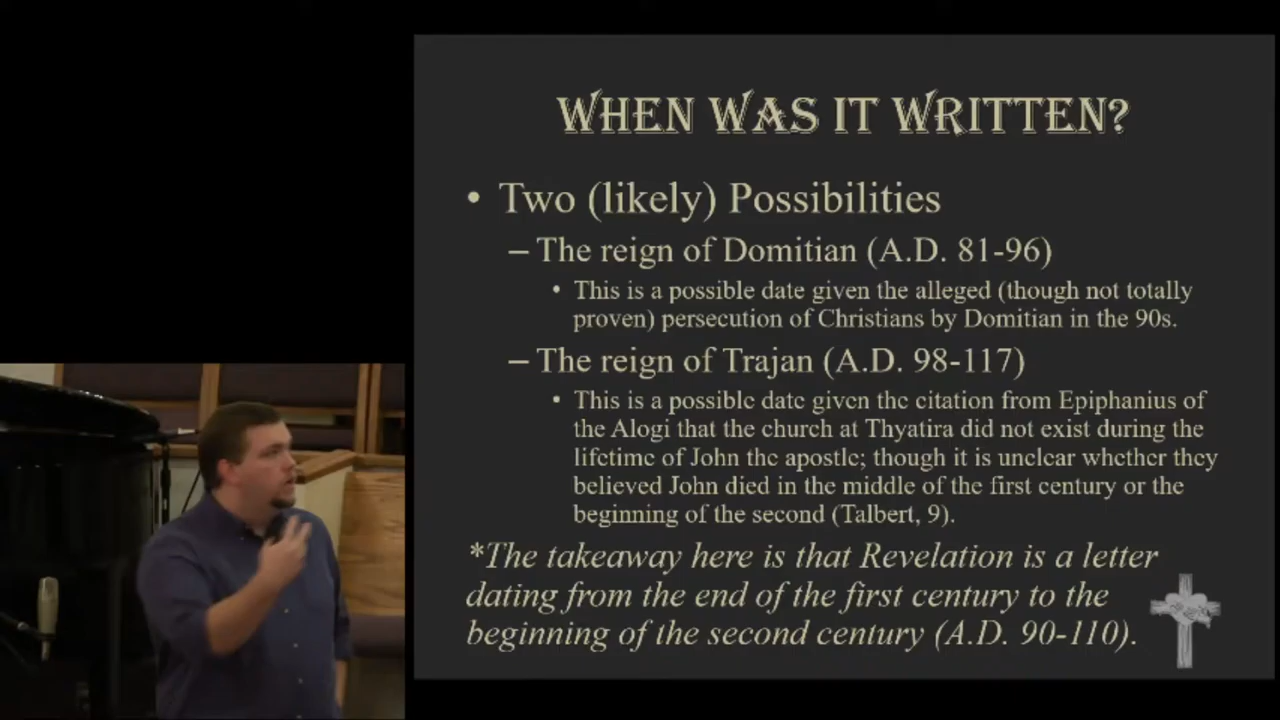 WHEN WAS IT WRITTEN?
• Two (likely) Possibilities
– The reign of Domitian (A.D. 81-96)
• This is a possible date given the alleged (though not totally
proven) persecution of Christians by Domitian in the 90s.
– The reign of Trajan (A.D. 98-117)
• This is a possible date given the citation from Epiphanius of
the Alogi that the church at Thyatira did not exist during the
lifetime of John the apostle; though it is unclear whether they
believed John died in the middle of the first century or the
beginning of the second (Talbert, 9).
*The takeaway here is that Revelation is a letter
dating from the end of the first century to the
beginning of the second century (A.D. 90-110).